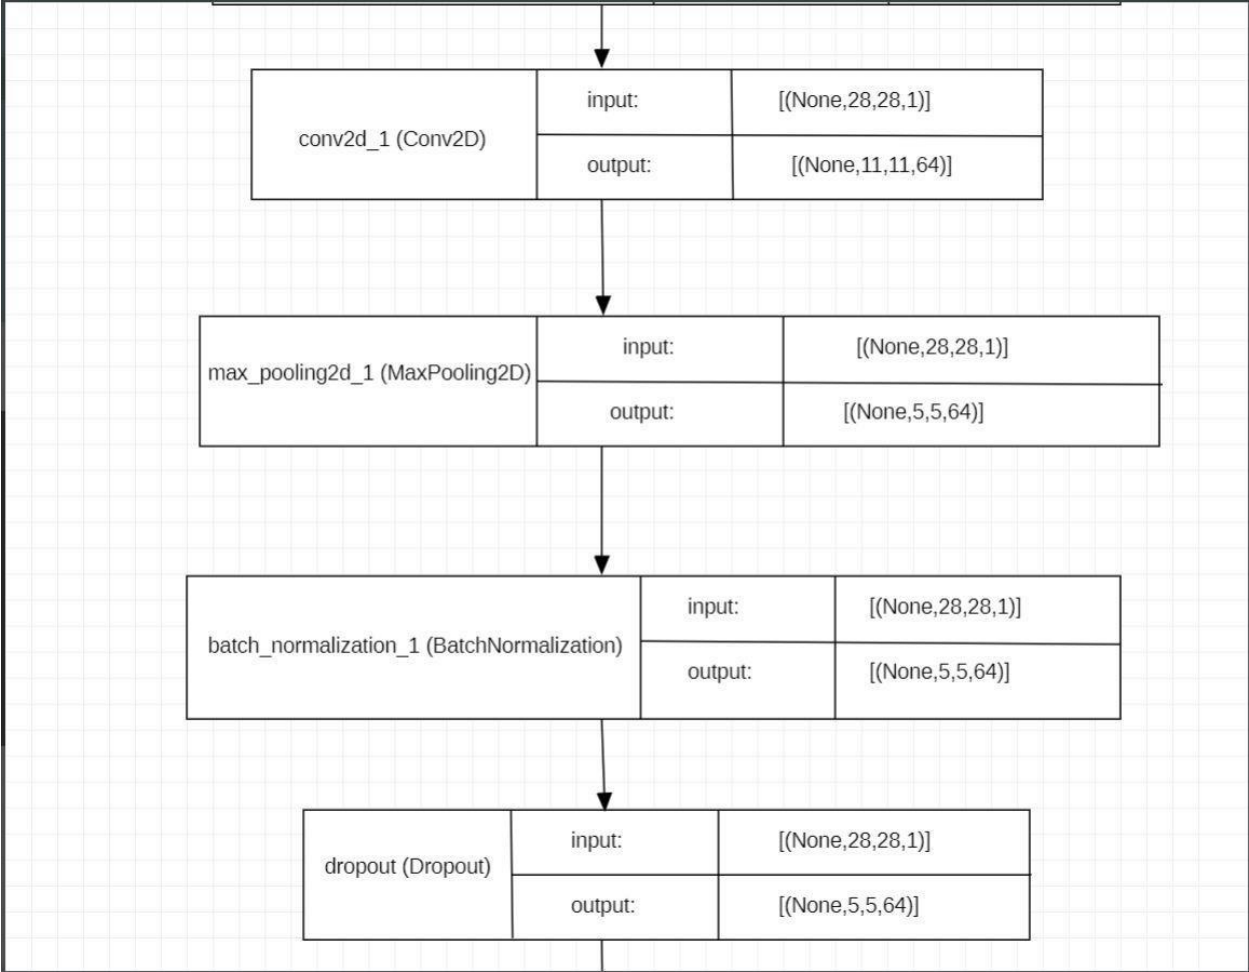 conv2d_1 (Conv2D)
input:
[(None,28,28,1)]
output:
[(None,11,11,64)]
max_pooling2d_1 (MaxPooling2D)
input:
[(None,28,28,1)]
output:
[(None,5,5,64)]
batch_normalization_1 (BatchNormalization)
input:
[(None,28,28,1)]
output:
[(None,5,5,64)]
dropout (Dropout)
input:
[(None,28,28,1)]
output:
[(None,5,5,64)]